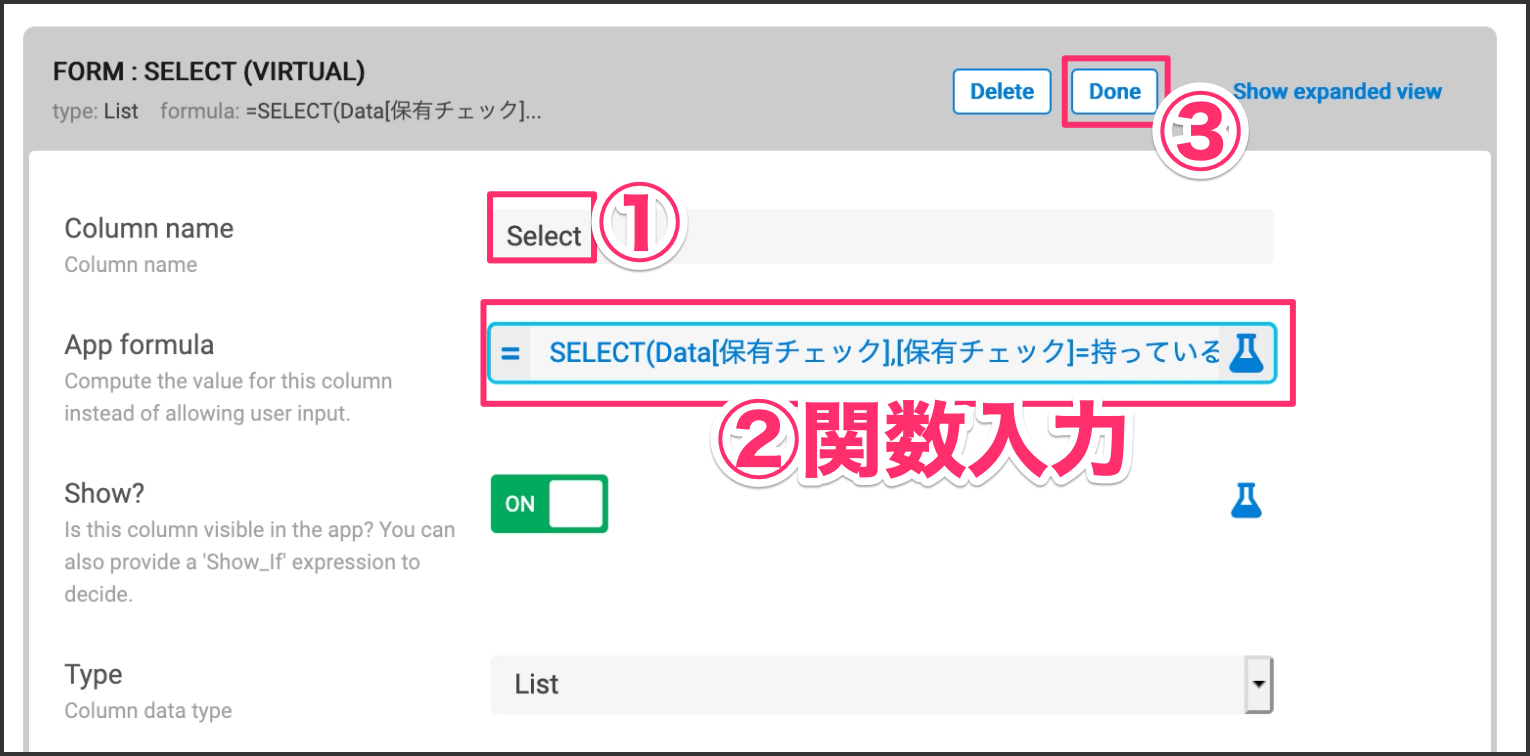 FORM : SELECT (VIRTUAL)
type: List formula: =SELECT(Data[保有チェック]...
Delete
Done
Show expanded view
③
Column name
Column name
Select
①
App formula
Compute the value for this column
instead of allowing user input.
= SELECT(Data[保有チェック],[保有チェック]=持っている
②関数入力
Show?
Is this column visible in the app? You can
also provide a 'Show_If' expression to
decide.
ON
Type
Column data type
List